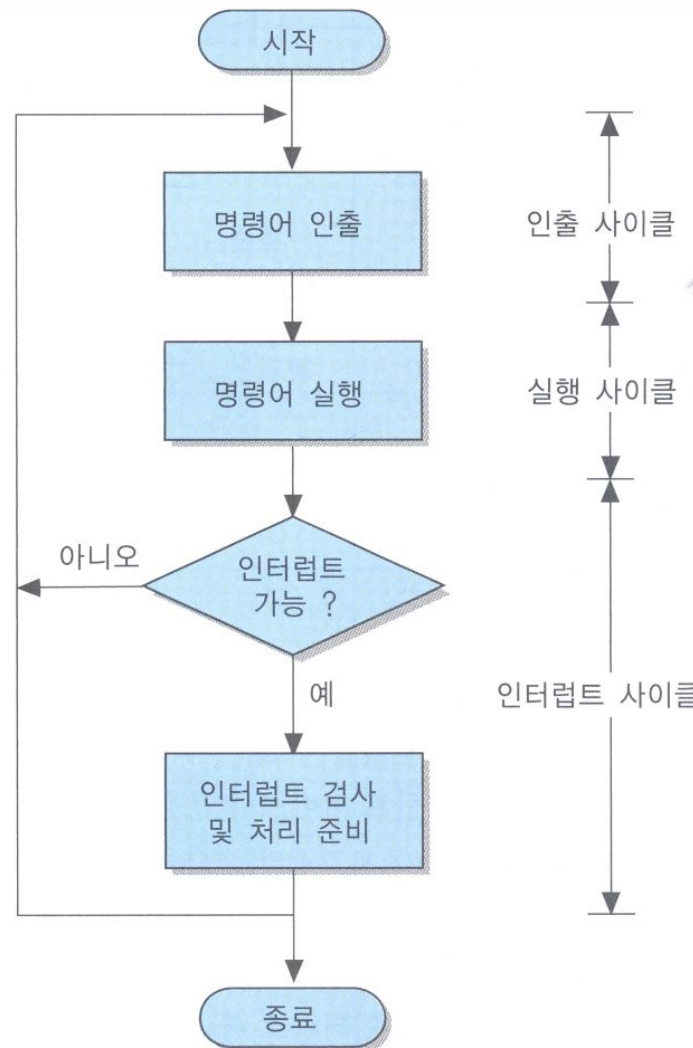 시작
명령어 인출
인출 사이클
명령어 실행
실행 사이클
아니오
인터럽트
가능 ?
예
인터럽트 사이클
인터럽트 검사
및 처리 준비
종료